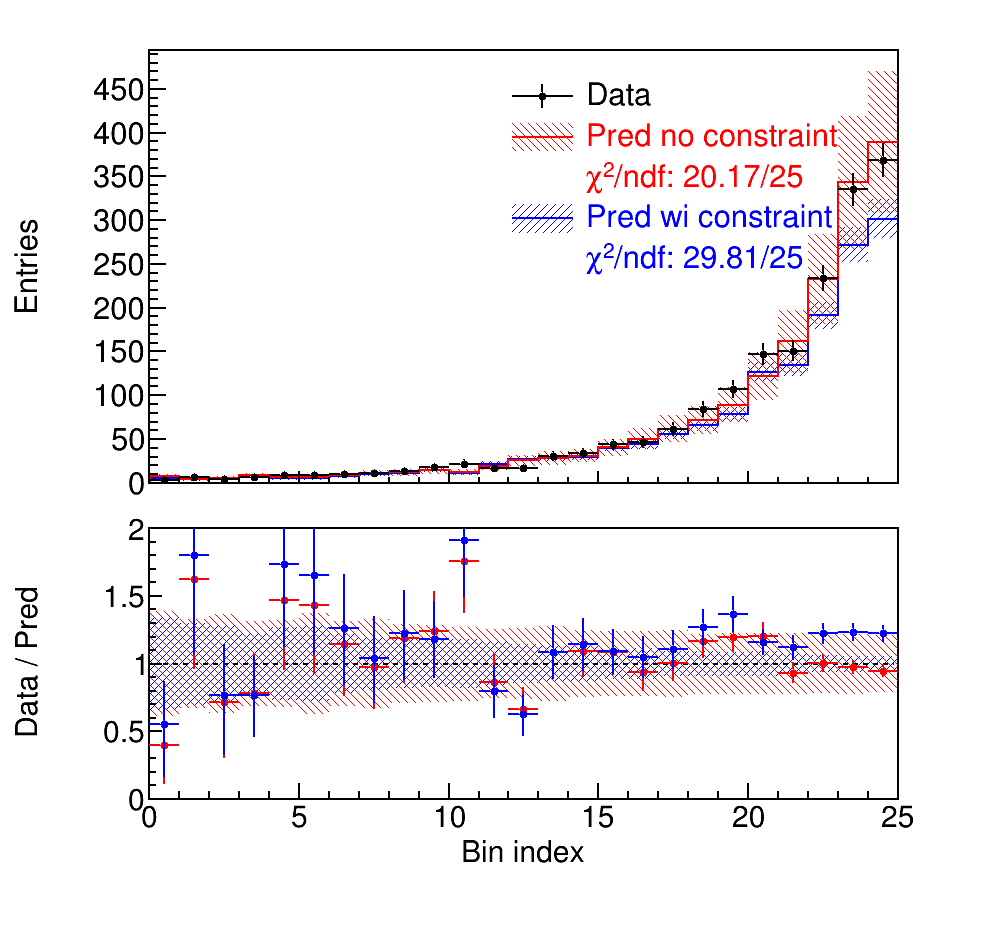 450
400
350
300
250
200
150
100
50
0
Entries
Data
Pred no constraint
χ²/ndf: 20.17/25
Pred wi constraint
χ²/ndf: 29.81/25
2
1.5
1
0.5
0
Data / Pred
0 5 10 15 20 25
Bin index